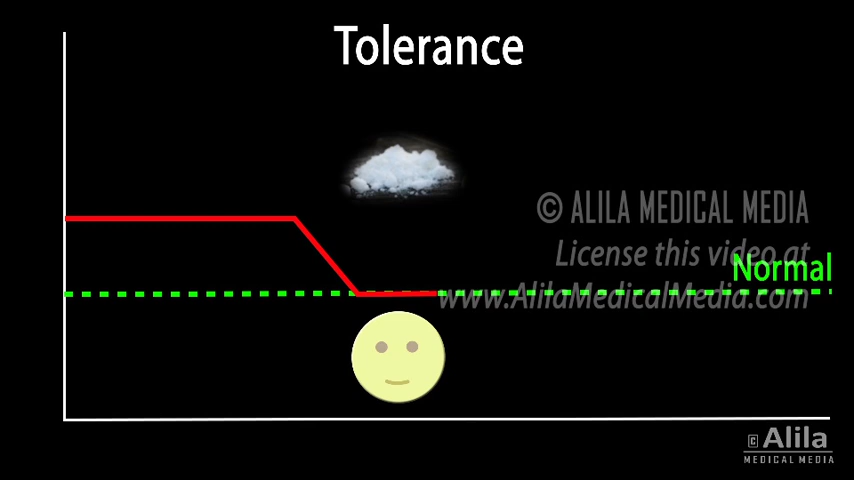 Tolerance
© ALILA MEDICAL MEDIA
License this video at
Normal
www.AlilaMedicalMedia.com
© Alila
MEDICAL MEDIA